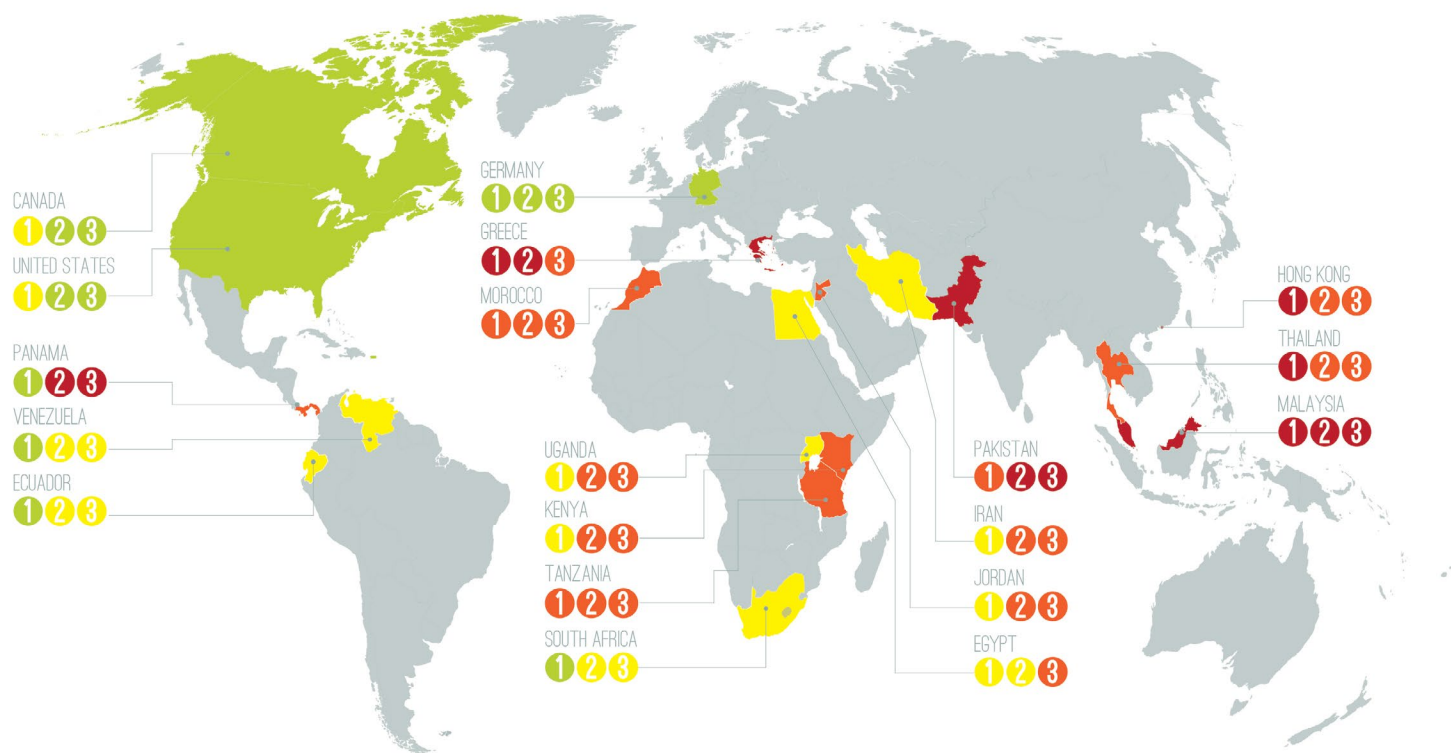 CANADA
1 2 3
UNITED STATES
1 2 3
PANAMA
1 2 3
VENEZUELA
1 2 3
ECUADOR
1 2 3
GERMANY
1 2 3
GREECE
1 2 3
MOROCCO
1 2 3
UGANDA
1 2 3
KENYA
1 2 3
TANZANIA
1 2 3
SOUTH AFRICA
1 2 3
PAKISTAN
1 2 3
IRAN
1 2 3
JORDAN
1 2 3
EGYPT
1 2 3
HONG KONG
1 2 3
THAILAND
1 2 3
MALAYSIA
1 2 3